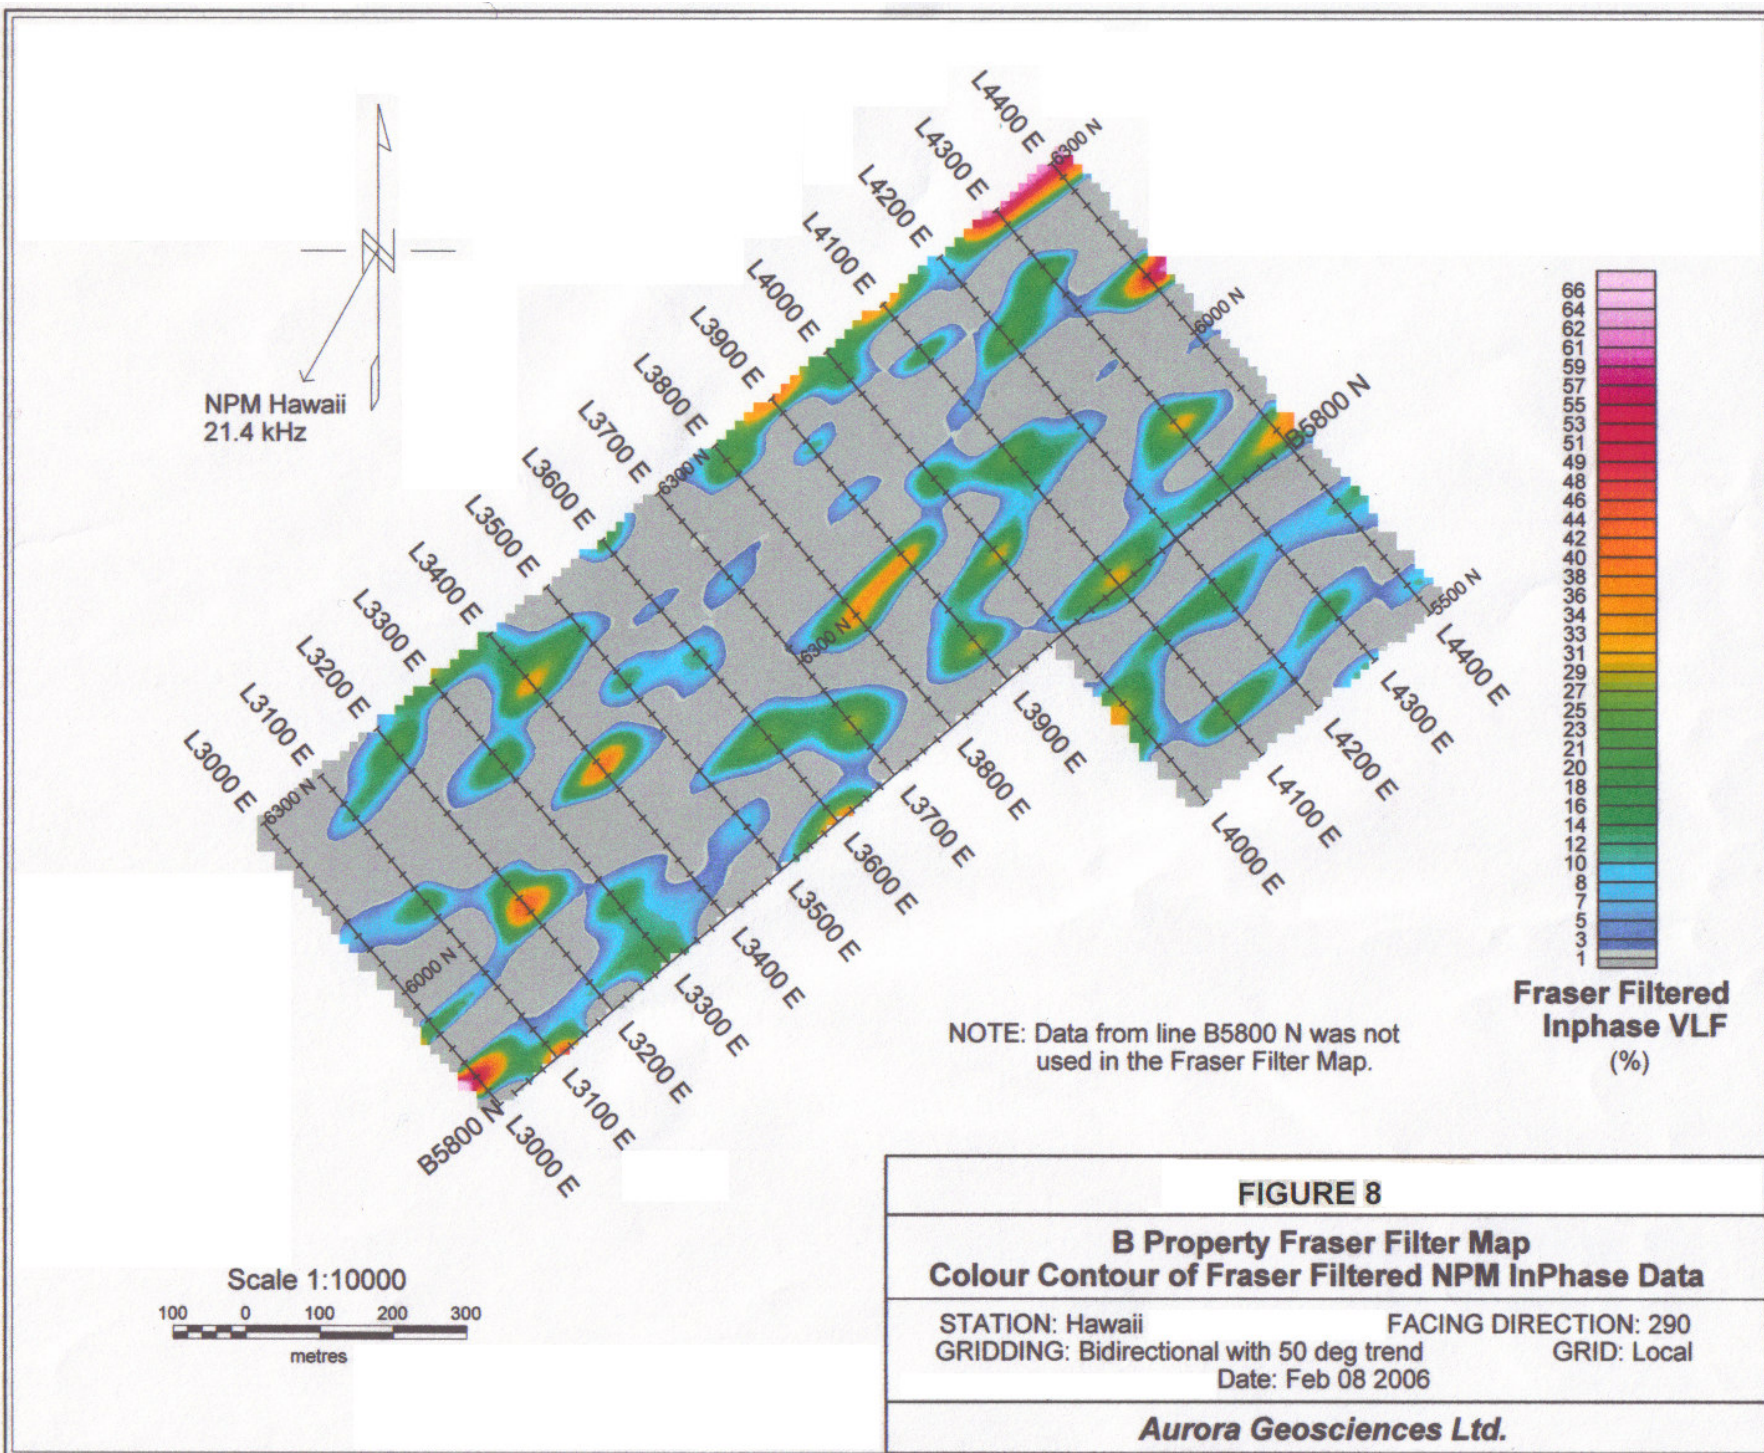 L4400 E
6300 N
L4300 E
L4200 E
L4100 E
L4000 E
L3900 E
L3800 E
L3700 E
6300 N
L3600 E
L3500 E
L3400 E
L3300 E
L3200 E
L3100 E
L3000 E
6300 N
N
NPM Hawaii
21.4 kHz
6000 N
B5800 N
5500 N
6300 N
6000 N
B5800 N
L4400 E
L4300 E
L4200 E
L4100 E
L4000 E
L3900 E
L3800 E
L3700 E
L3600 E
L3500 E
L3400 E
L3300 E
L3200 E
L3100 E
L3000 E
66
64
62
61
59
57
55
53
51
49
48
46
44
42
40
38
36
34
33
31
29
27
25
23
21
20
18
16
14
12
10
8
7
5
3
1
Fraser Filtered
Inphase VLF
(%)
NOTE: Data from line B5800 N was not
used in the Fraser Filter Map.
Scale 1:10000
100 0 100 200 300
metres
FIGURE 8
B Property Fraser Filter Map
Colour Contour of Fraser Filtered NPM InPhase Data
STATION: Hawaii FACING DIRECTION: 290
GRIDDING: Bidirectional with 50 deg trend GRID: Local
Date: Feb 08 2006
Aurora Geosciences Ltd.